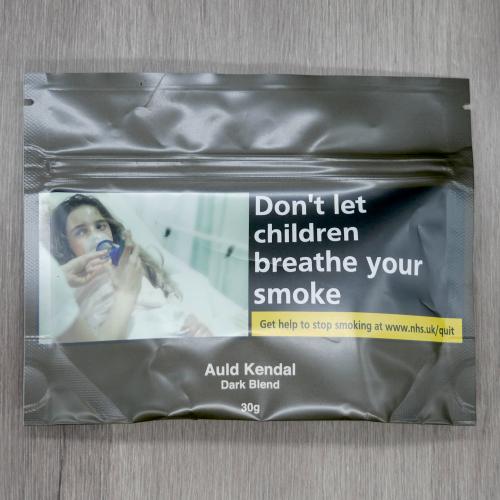 Don't let
children
breathe your
smoke
Get help to stop smoking at www.nhs.uk/quit
Auld Kendal
Dark Blend
30g